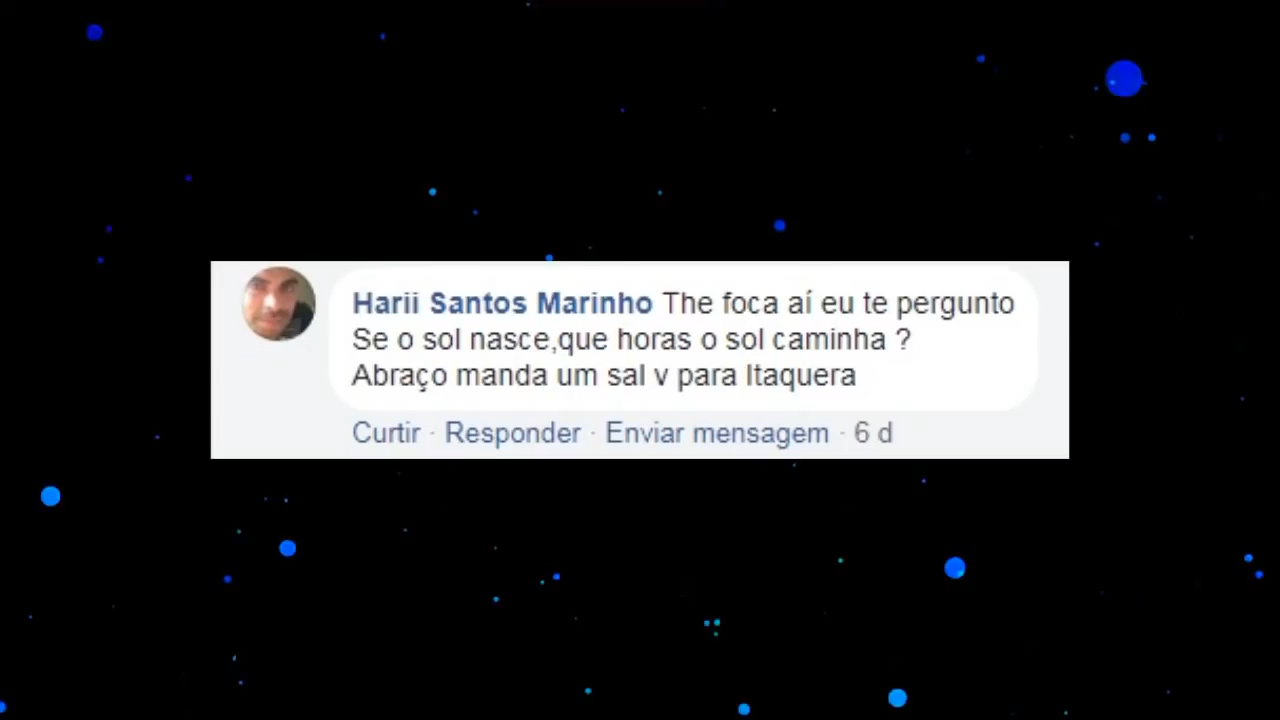 Harii Santos Marinho The foca aí eu te pergunto
Se o sol nasce,que horas o sol caminha ?
Abraço manda um sal v para Itaquera
Curtir · Responder · Enviar mensagem · 6 d